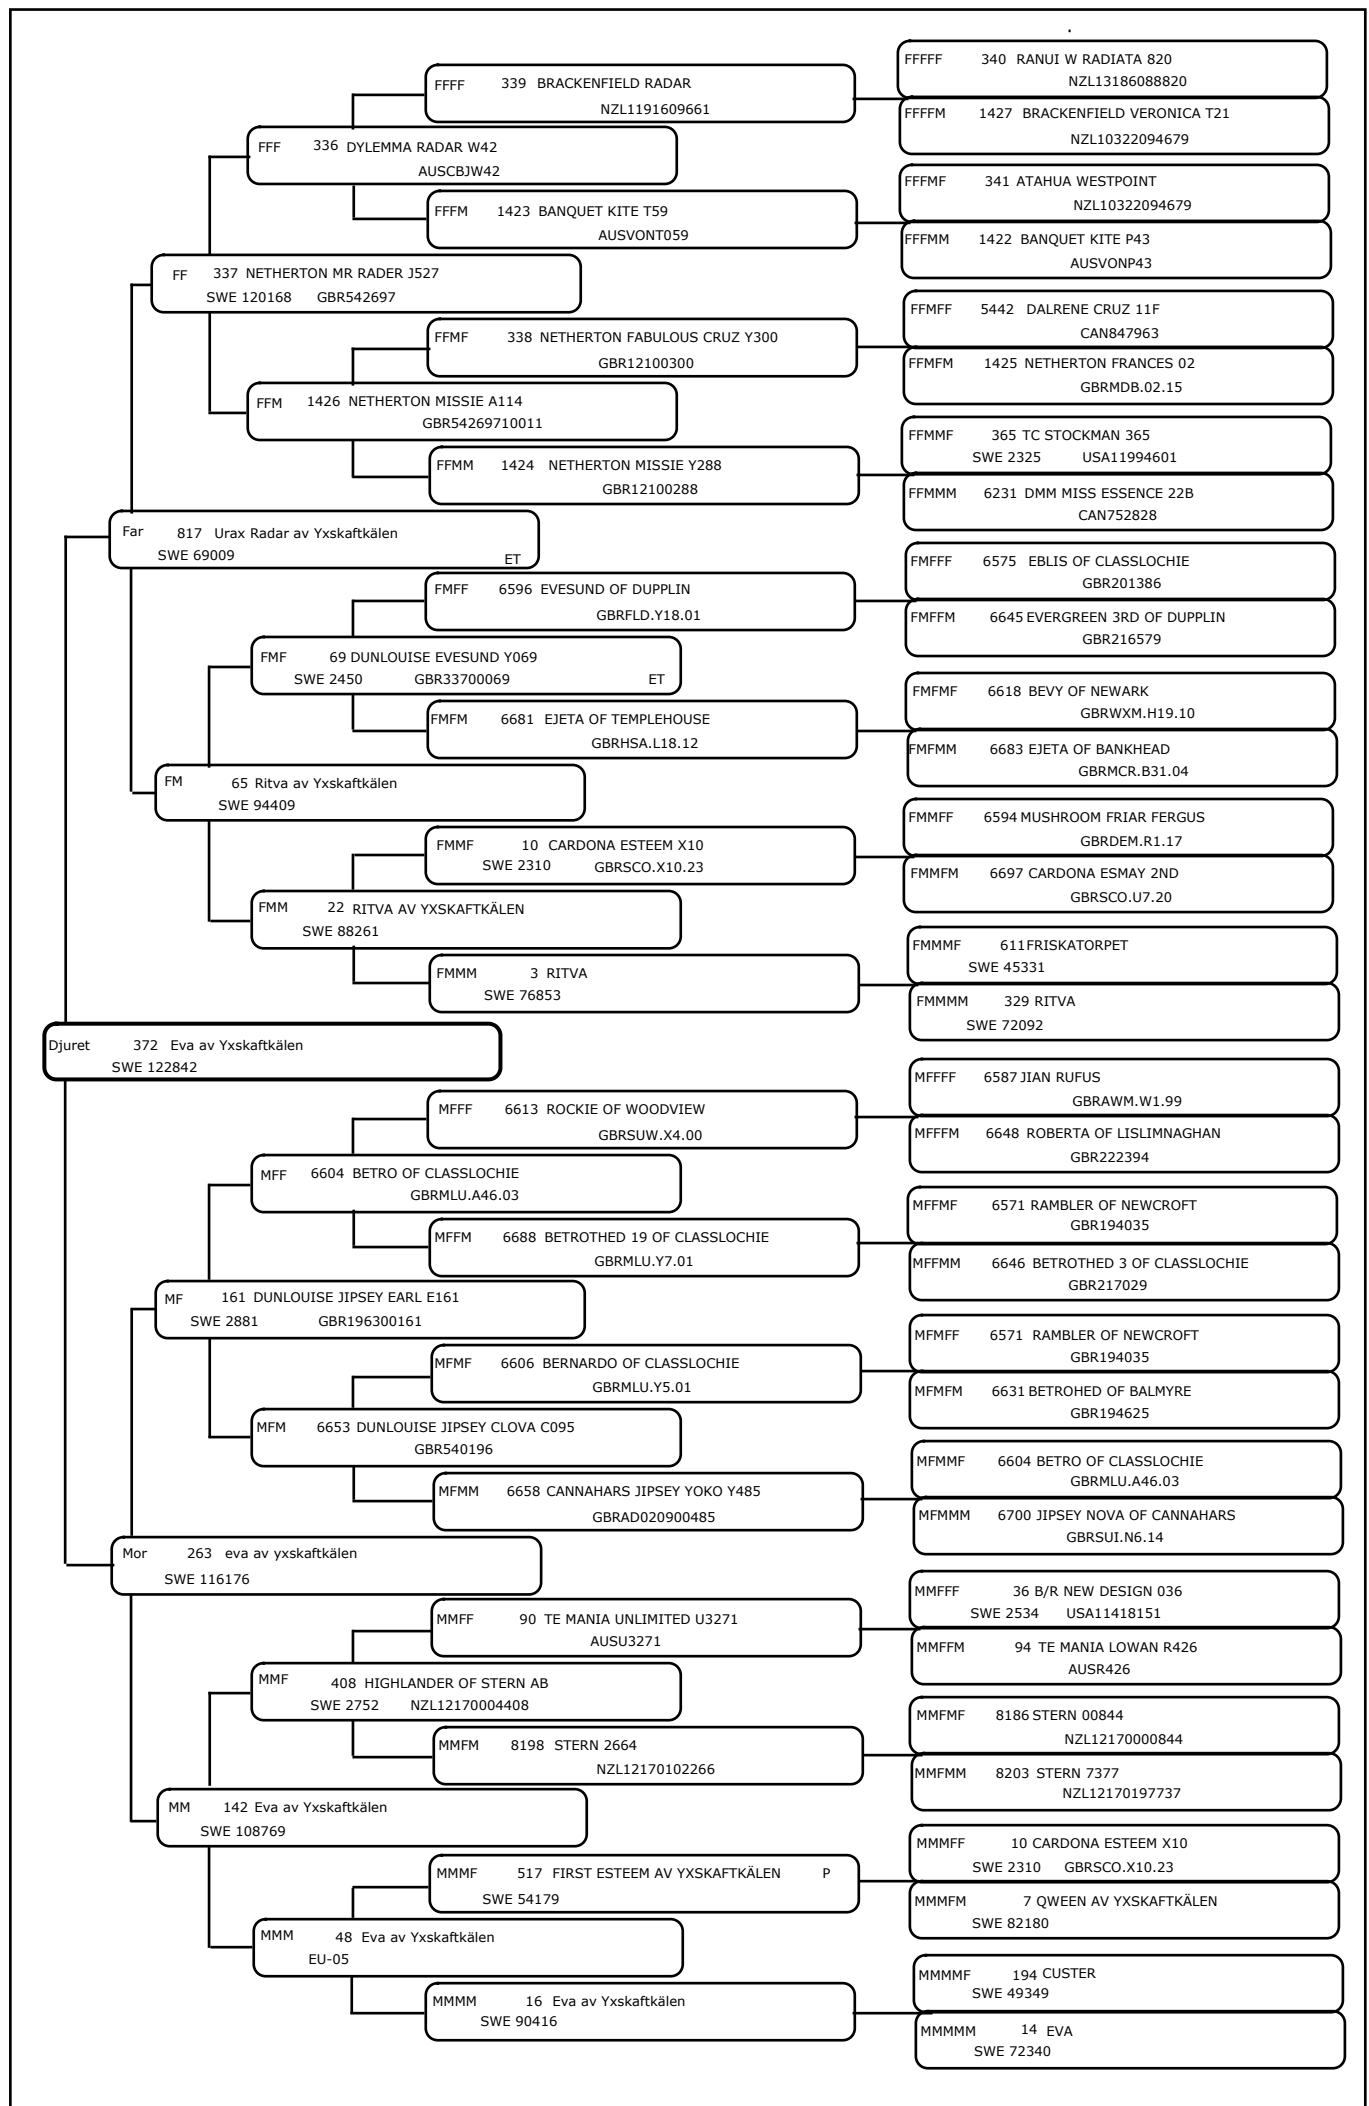 FFFFF 340 RANUI W RADIATA 820
NZL13186088820
FFFF 339 BRACKENFIELD RADAR
NZL1191609661
FFFFM 1427 BRACKENFIELD VERONICA T21
NZL10322094679
FFF 336 DYLEMMA RADAR W42
AUSCBJW42
FFFMF 341 ATAHUA WESTPOINT
NZL10322094679
FFFM 1423 BANQUET KITE T59
AUSVONT059
FFFMM 1422 BANQUET KITE P43
AUSVONP43
FF 337 NETHERTON MR RADER J527
SWE 120168 GBR542697
FFMFF 5442 DALRENE CRUZ 11F
CAN847963
FFMF 338 NETHERTON FABULOUS CRUZ Y300
GBR12100300
FFMFM 1425 NETHERTON FRANCES 02
GBRMDB.02.15
FFM 1426 NETHERTON MISSIE A114
GBR54269710011
FFMMF 365 TC STOCKMAN 365
SWE 2325 USA11994601
FFMM 1424 NETHERTON MISSIE Y288
GBR12100288
FFMMM 6231 DMM MISS ESSENCE 22B
CAN752828
Far 817 Urax Radar av Yxskaftkälen
SWE 69009 ET
FMFFF 6575 EBLIS OF CLASSLOCHIE
GBR201386
FMFF 6596 EVESUND OF DUPPLIN
GBRFLD.Y18.01
FMFFM 6645 EVERGREEN 3RD OF DUPPLIN
GBR216579
FMF 69 DUNLOUISE EVESUND Y069
SWE 2450 GBR33700069 ET
FMFMF 6618 BEVY OF NEWARK
GBRWXM.H19.10
FMFM 6681 EJETA OF TEMPLEHOUSE
GBRHSA.L18.12
FMFMM 6683 EJETA OF BANKHEAD
GBRMCR.B31.04
FM 65 Ritva av Yxskaftkälen
SWE 94409
FMMFF 6594 MUSHROOM FRIAR FERGUS
GBRDEM.R1.17
FMMF 10 CARDONA ESTEEM X10
SWE 2310 GBRSCO.X10.23
FMMFM 6697 CARDONA ESMAY 2ND
GBRSCO.U7.20
FMM 22 RITVA AV YXSKAFTKÄLEN
SWE 88261
FMMMF 611 FRISKATORPET
SWE 45331
FMMM 3 RITVA
SWE 76853
FMMMM 329 RITVA
SWE 72092
Djuret 372 Eva av Yxskaftkälen
SWE 122842
MFFFF 6587 JIAN RUFUS
GBRAWM.W1.99
MFFF 6613 ROCKIE OF WOODVIEW
GBRSUW.X4.00
MFFFM 6648 ROBERTA OF LISLIMNAGHAN
GBR222394
MFF 6604 BETRO OF CLASSLOCHIE
GBRMLU.A46.03
MFFMF 6571 RAMBLER OF NEWCROFT
GBR194035
MFFM 6688 BETROTHED 19 OF CLASSLOCHIE
GBRMLU.Y7.01
MFFMM 6646 BETROTHED 3 OF CLASSLOCHIE
GBR217029
MF 161 DUNLOUISE JIPSEY EARL E161
SWE 2881 GBR196300161
MFMFF 6571 RAMBLER OF NEWCROFT
GBR194035
MFMF 6606 BERNARDO OF CLASSLOCHIE
GBRMLU.Y5.01
MFMFM 6631 BETROHED OF BALMYRE
GBR194625
MFM 6653 DUNLOUISE JIPSEY CLOVA C095
GBR540196
MFMMF 6604 BETRO OF CLASSLOCHIE
GBRMLU.A46.03
MFMM 6658 CANNAHARS JIPSEY YOKO Y485
GBRAD020900485
MFMMM 6700 JIPSEY NOVA OF CANNAHARS
GBRSUI.N6.14
Mor 263 eva av yxskaftkälen
SWE 116176
MMFFF 36 B/R NEW DESIGN 036
SWE 2534 USA11418151
MMFF 90 TE MANIA UNLIMITED U3271
AUSU3271
MMFFM 94 TE MANIA LOWAN R426
AUSR426
MMF 408 HIGHLANDER OF STERN AB
SWE 2752 NZL12170004408
MMFMF 8186 STERN 00844
NZL12170000844
MMFM 8198 STERN 2664
NZL12170102266
MMFMM 8203 STERN 7377
NZL12170197737
MM 142 Eva av Yxskaftkälen
SWE 108769
MMMFF 10 CARDONA ESTEEM X10
SWE 2310 GBRSCO.X10.23
MMMF 517 FIRST ESTEEM AV YXSKAFTKÄLEN P
SWE 54179
MMMFM 7 QWEEN AV YXSKAFTKÄLEN
SWE 82180
MMM 48 Eva av Yxskaftkälen
EU-05
MMMMF 194 CUSTER
SWE 49349
MMMM 16 Eva av Yxskaftkälen
SWE 90416
MMMMM 14 EVA
SWE 72340